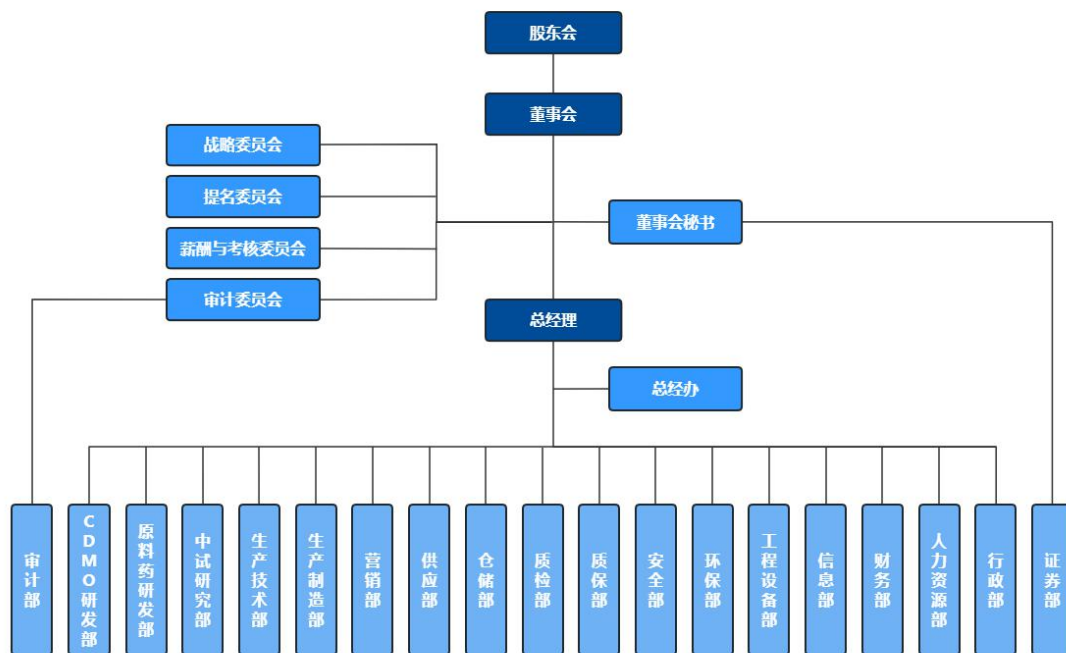 股东会
董事会
战略委员会
提名委员会
董事会秘书
薪酬与考核委员会
审计委员会
总经理
总经办
审计部
CDMO研发部
原料药研发部
中试研究部
生产技术部
生产制造部
营销部
供应部
仓储部
质检部
质保部
安全部
环保部
工程设备部
信息部
财务部
人力资源部
行政部
证券部